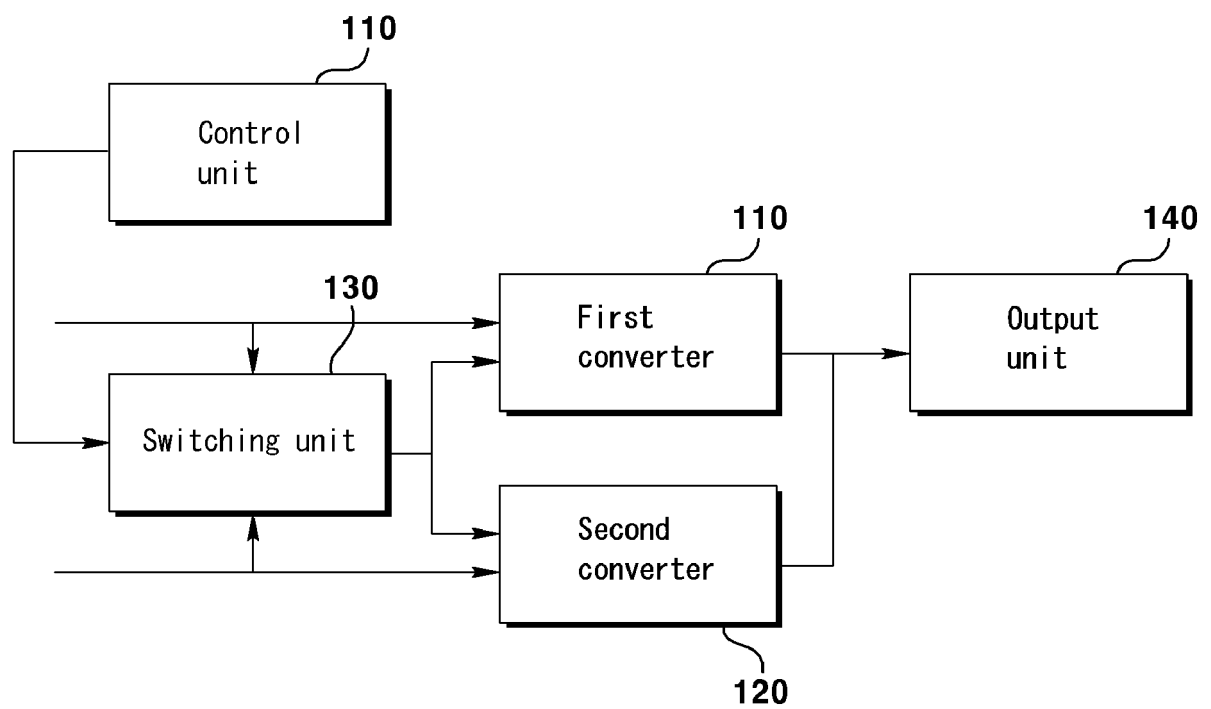 110
Control
unit
110
First
converter
140
Output
unit
130
Switching unit
Second
converter
120